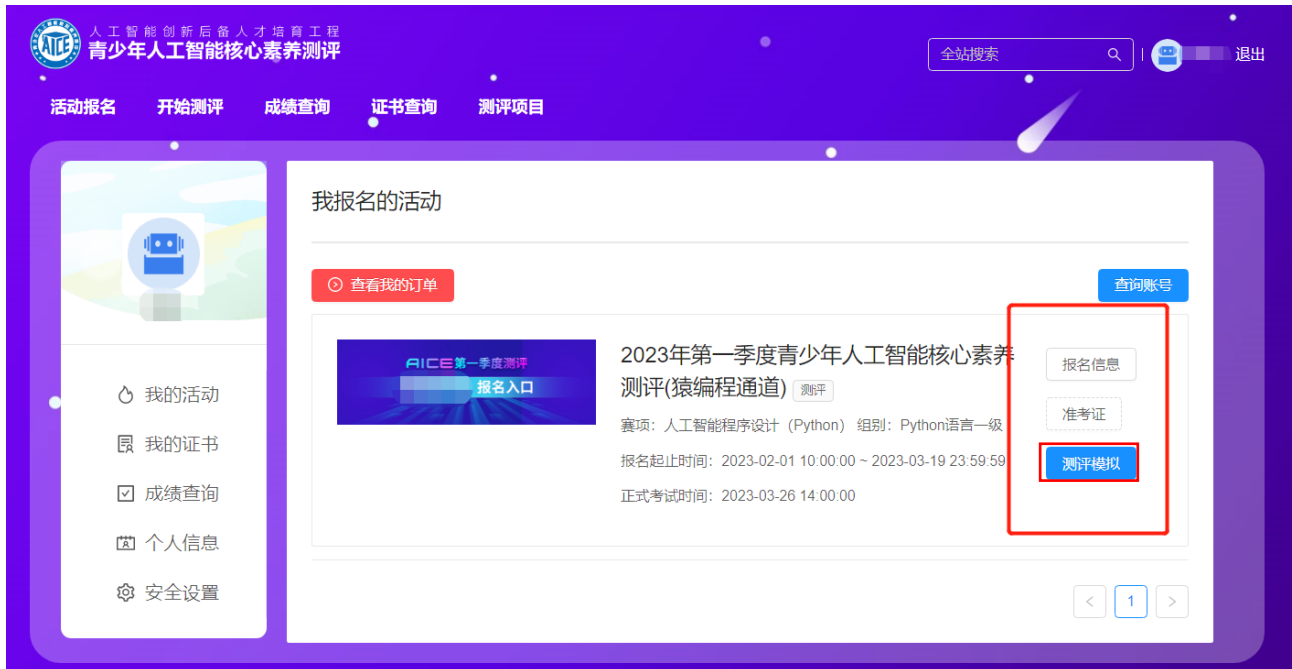 人工智能创新后备人才培育工程
AICE 青少年人工智能核心素养测评
全站搜索
退出
活动报名 开始测评 成绩查询 证书查询 测评项目
我的活动
我的证书
成绩查询
个人信息
安全设置
我报名的活动
查看我的订单
查询账号
AICE第一季度测评
报名入口
2023年第一季度青少年人工智能核心素养
测评(猿编程通道) 测评
赛项：人工智能程序设计（Python） 组别：Python语言一级
报名起止时间：2023-02-01 10:00:00 ~ 2023-03-19 23:59:59
正式考试时间：2023-03-26 14:00:00
报名信息
准考证
测评模拟
< 1 >